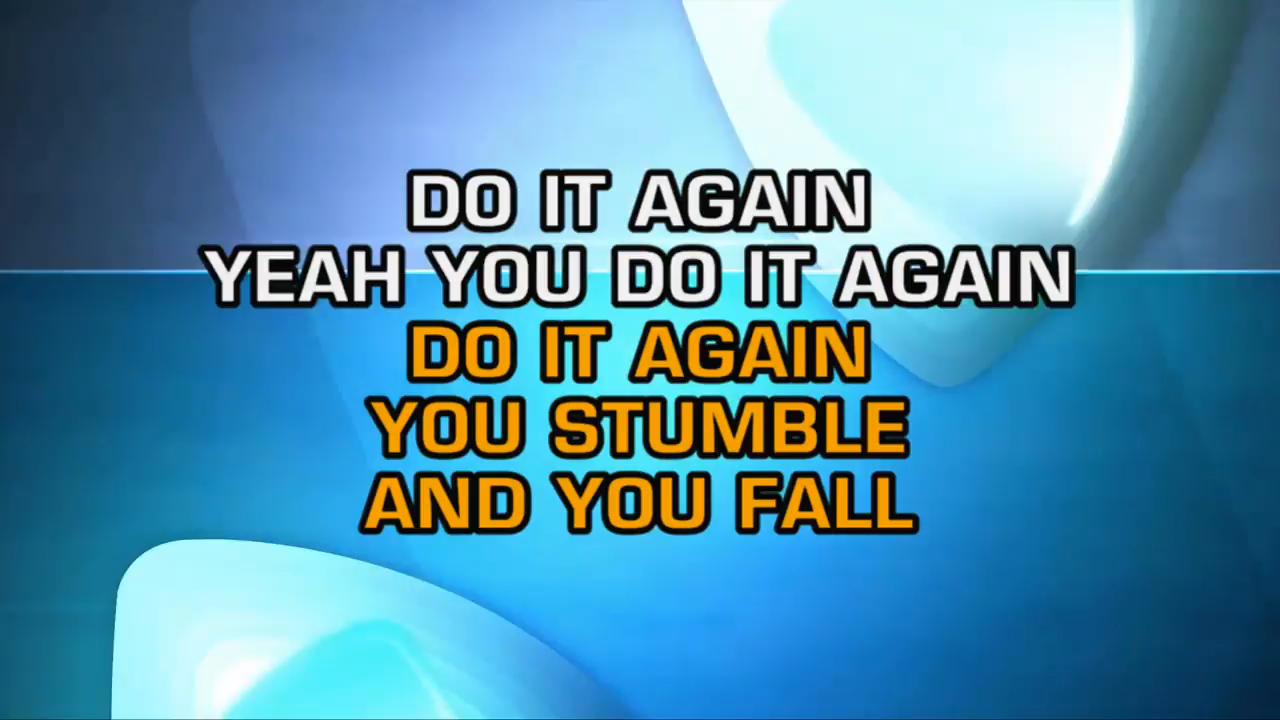 DO IT AGAIN
YEAH YOU DO IT AGAIN
DO IT AGAIN
YOU STUMBLE
AND YOU FALL